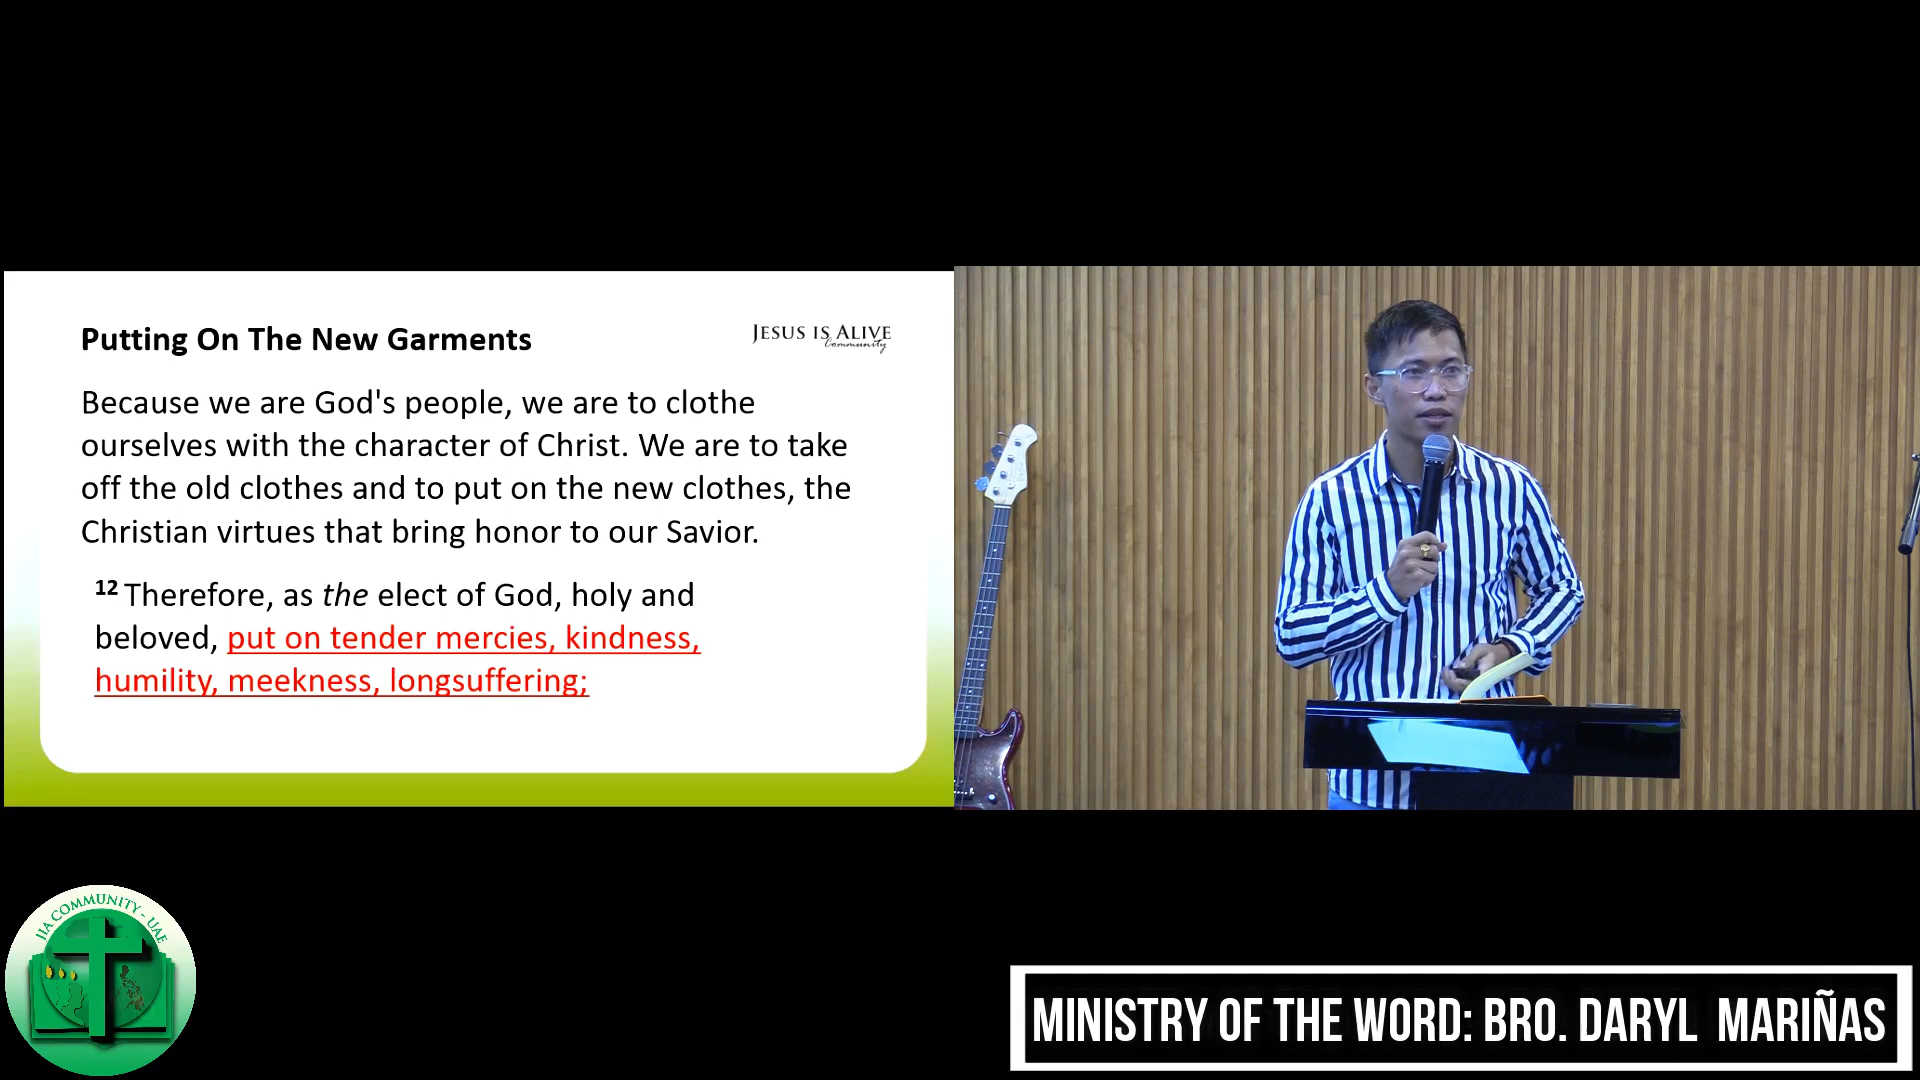 Putting On The New Garments
JESUS IS ALIVE
Community
Because we are God's people, we are to clothe
ourselves with the character of Christ. We are to take
off the old clothes and to put on the new clothes, the
Christian virtues that bring honor to our Savior.
12 Therefore, as the elect of God, holy and
beloved, put on tender mercies, kindness,
humility, meekness, longsuffering;
JIA COMMUNITY - UAE
MINISTRY OF THE WORD: BRO. DARYL MARIÑAS